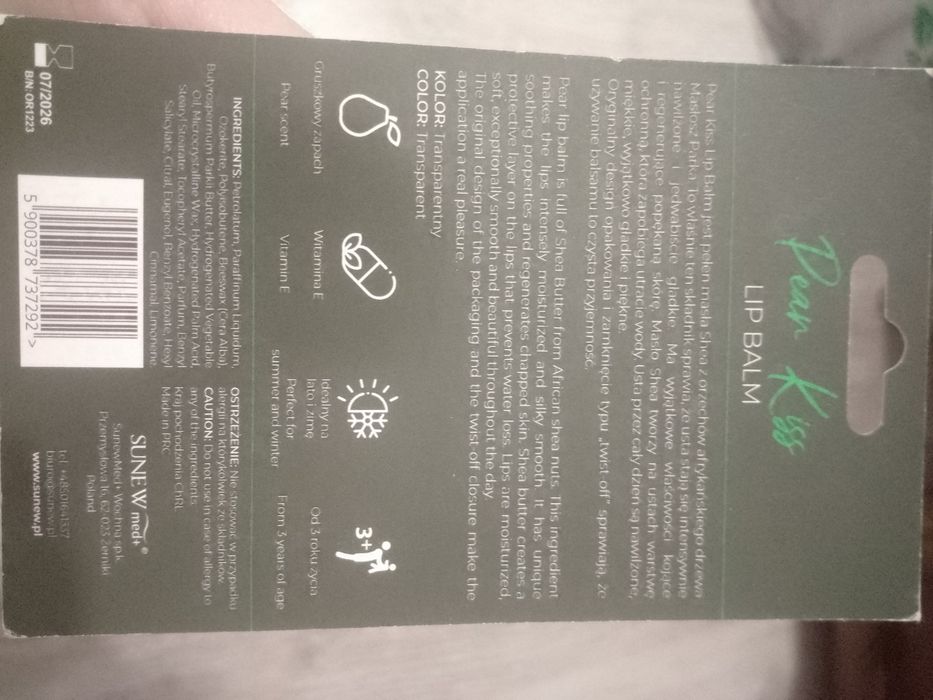 Pear Kiss
LIP BALM
Pear Kiss Lip Balm jest pełen masła Shea z orzechów afrykańskiego drzewa
Masłosz Parka. To właśnie ten składnik sprawia, że usta stają się intensywnie
nawilżone i jedwabiście gładkie. Ma wyjątkowe właściwości kojące
i regenerujące popękaną skórę. Masło Shea tworzy na ustach warstwę
ochronną, która zapobiega utracie wody. Usta przez cały dzień są nawilżone,
miękkie, wyjątkowo gładkie i piękne.
Oryginalny design opakowania i zamknięcie typu „twist off” sprawiają, że
używanie balsamu to czysta przyjemność.
Pear lip balm is full of Shea Butter from African shea nuts. This ingredient
makes the lips intensely moisturized and silky smooth. It has unique
soothing properties and regenerates chapped skin. Shea butter creates a
protective layer on the lips that prevents water loss. Lips are moisturized,
soft, exceptionally smooth and beautiful throughout the day.
The original design of the packaging and the twist off closure make the
application a real pleasure.
KOLOR: Transparentny
COLOR: Transparent
Gruszkowy zapach
Pear scent
Witamina E
Vitamin E
Idealny na
lato i zimę
Perfect for
summer and winter
3+
Od 3 roku życia
From 3 years of age
INGREDIENTS: Petrolatum, Paraffinum Liquidum,
Ozokerite, Polyisobutene, Beeswax (Cera Alba),
Butyrospermum Parkii Butter, Hydrogenated Vegetable
Oil, Microcrystalline Wax, Hydrogenated Palm Acid,
Stearyl Stearate, Tocopheryl Acetate, Parfum, Benzyl
Salicylate, Citral, Eugenol, Benzyl Benzoate, Hexyl
Cinnamal, Limonene.
OSTRZEŻENIE: Nie stosować w przypadku
alergii na którykolwiek ze składników.
CAUTION: Do not use in case of allergy to
any of the ingredients.
Kraj pochodzenia ChRL
Made in PRC
SUNEW med+®
SunewMed+ Wochna sp.k.
Przemysłowa 16, 62-023 Żerniki
Poland
www.sunew.pl
07/2026
B/N: OR1223
5 900378 737292 >